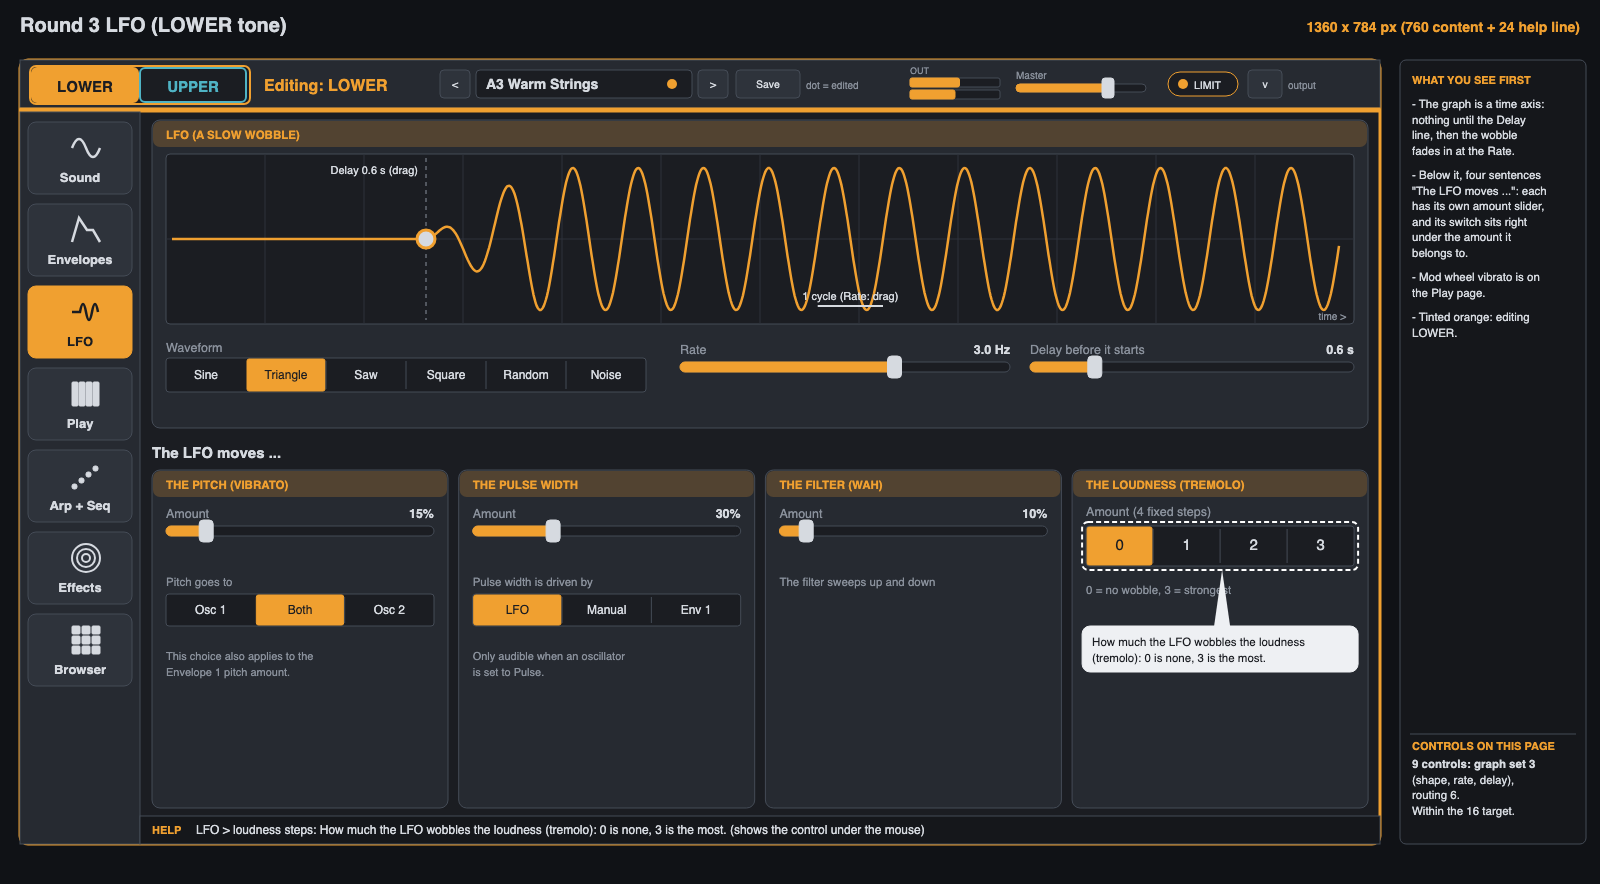 Round 3 LFO (LOWER tone)
1360 x 784 px (760 content + 24 help line)
LOWER
UPPER
Editing: LOWER
<
A3 Warm Strings
>
Save
dot = edited
OUT
Master
LIMIT
v
output
Sound
Envelopes
LFO
Play
Arp + Seq
Effects
Browser
LFO (A SLOW WOBBLE)
Delay 0.6 s (drag)
1 cycle (Rate: drag)
time >
Waveform
Sine
Triangle
Saw
Square
Random
Noise
Rate
3.0 Hz
Delay before it starts
0.6 s
The LFO moves ...
THE PITCH (VIBRATO)
Amount
15%
Pitch goes to
Osc 1
Both
Osc 2
This choice also applies to the
Envelope 1 pitch amount.
THE PULSE WIDTH
Amount
30%
Pulse width is driven by
LFO
Manual
Env 1
Only audible when an oscillator
is set to Pulse.
THE FILTER (WAH)
Amount
10%
The filter sweeps up and down
THE LOUDNESS (TREMOLO)
Amount (4 fixed steps)
0
1
2
3
0 = no wobble, 3 = strongest
How much the LFO wobbles the loudness
(tremolo): 0 is none, 3 is the most.
HELP
LFO > loudness steps: How much the LFO wobbles the loudness (tremolo): 0 is none, 3 is the most. (shows the control under the mouse)
WHAT YOU SEE FIRST
- The graph is a time axis:
nothing until the Delay
line, then the wobble
fades in at the Rate.
- Below it, four sentences
"The LFO moves ...": each
has its own amount slider,
and its switch sits right
under the amount it
belongs to.
- Mod wheel vibrato is on
the Play page.
- Tinted orange: editing
LOWER.
CONTROLS ON THIS PAGE
9 controls: graph set 3
(shape, rate, delay),
routing 6.
Within the 16 target.